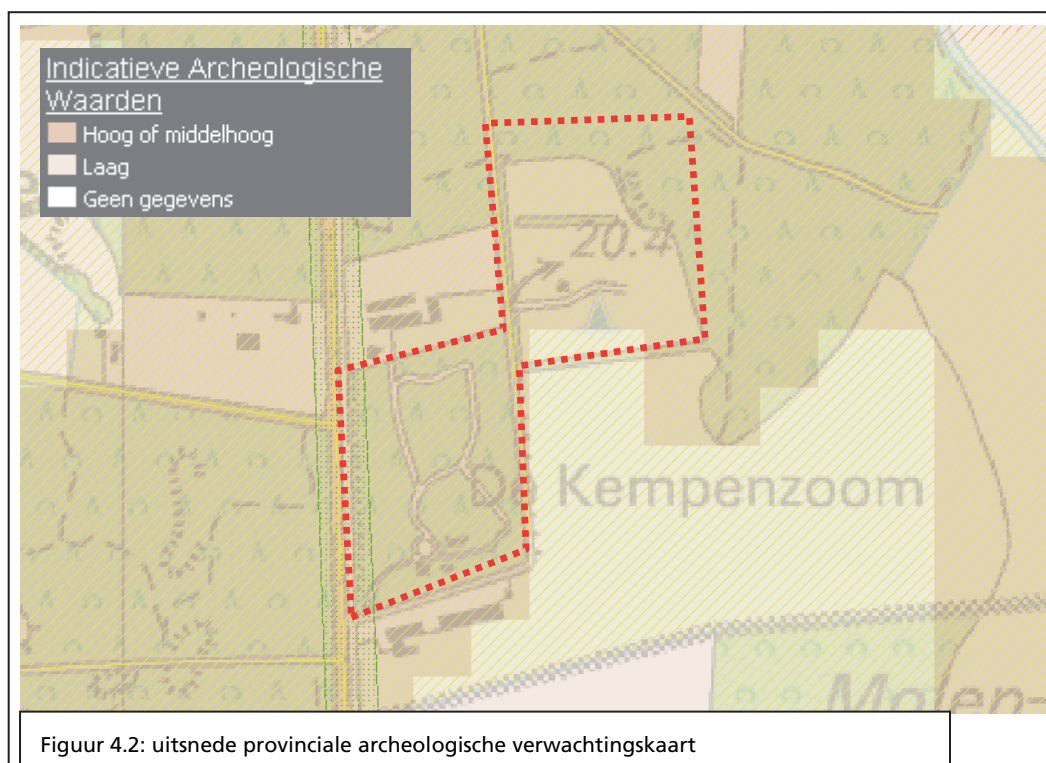 Indicatieve Archeologische
Waarden
Hoog of middelhoog
Laag
Geen gegevens
20.4
De Kempenzoom
Molen-
Figuur 4.2: uitsnede provinciale archeologische verwachtingskaart